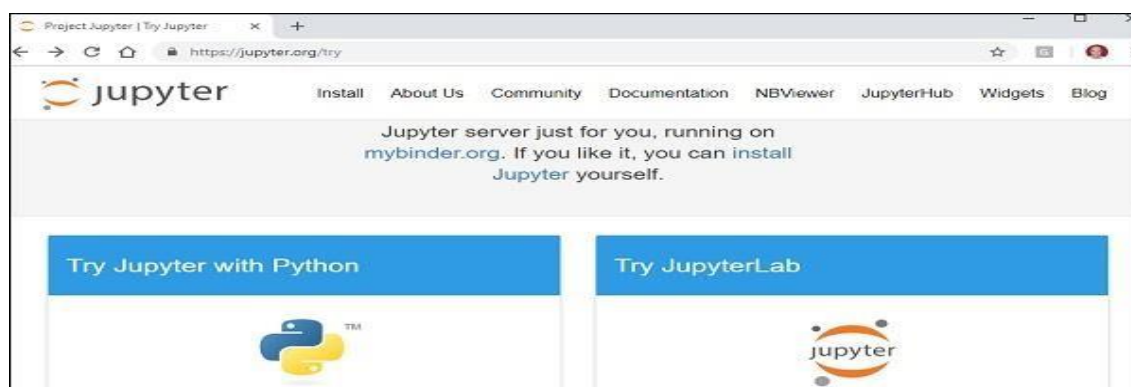 Project Jupyter | Try Jupyter
https://jupyter.org/try
jupyter Install About Us Community Documentation NBViewer JupyterHub Widgets Blog
Jupyter server just for you, running on
mybinder.org. If you like it, you can install
Jupyter yourself.
Try Jupyter with Python
Try JupyterLab
TM
jupyter